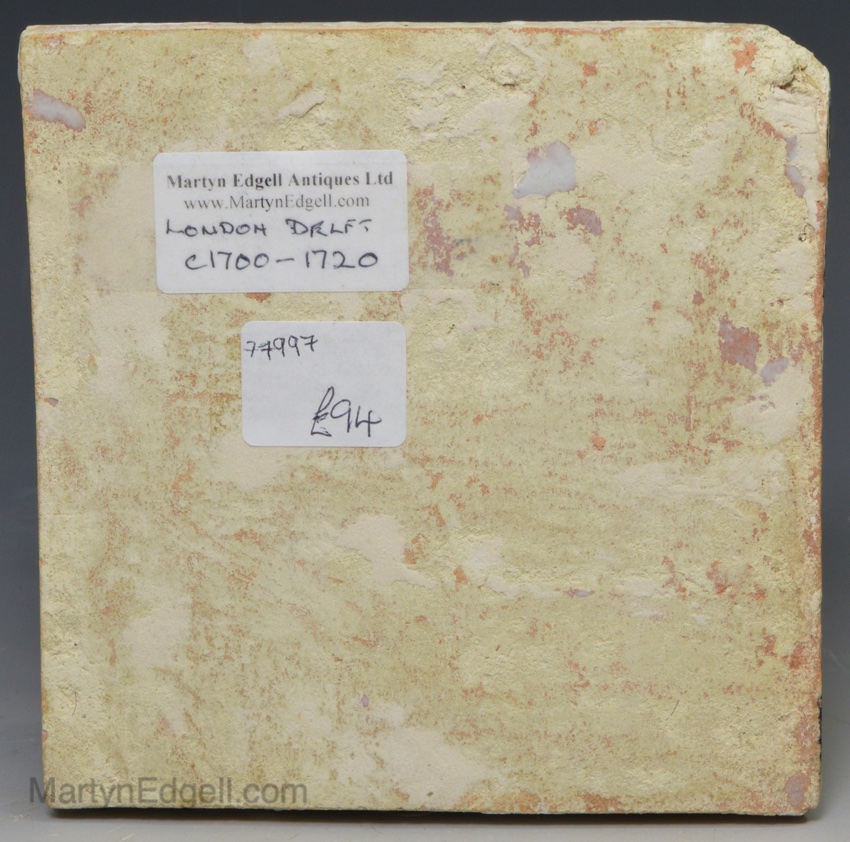 Martyn Edgell Antiques Ltd
www.MartynEdgell.com
LONDON DELFT
c1700-1720
77997
£94
MartynEdgell.com